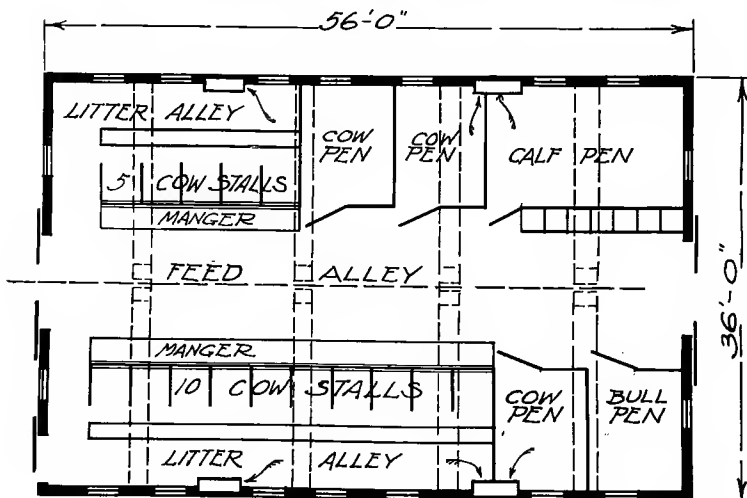 56'-0"
LITTER ALLEY
COW
PEN
COW
PEN
CALF PEN
5 COW STALLS
MANGER
FEED ALLEY
36'-0"
MANGER
10 COW STALLS
COW
PEN
BULL
PEN
LITTER ALLEY